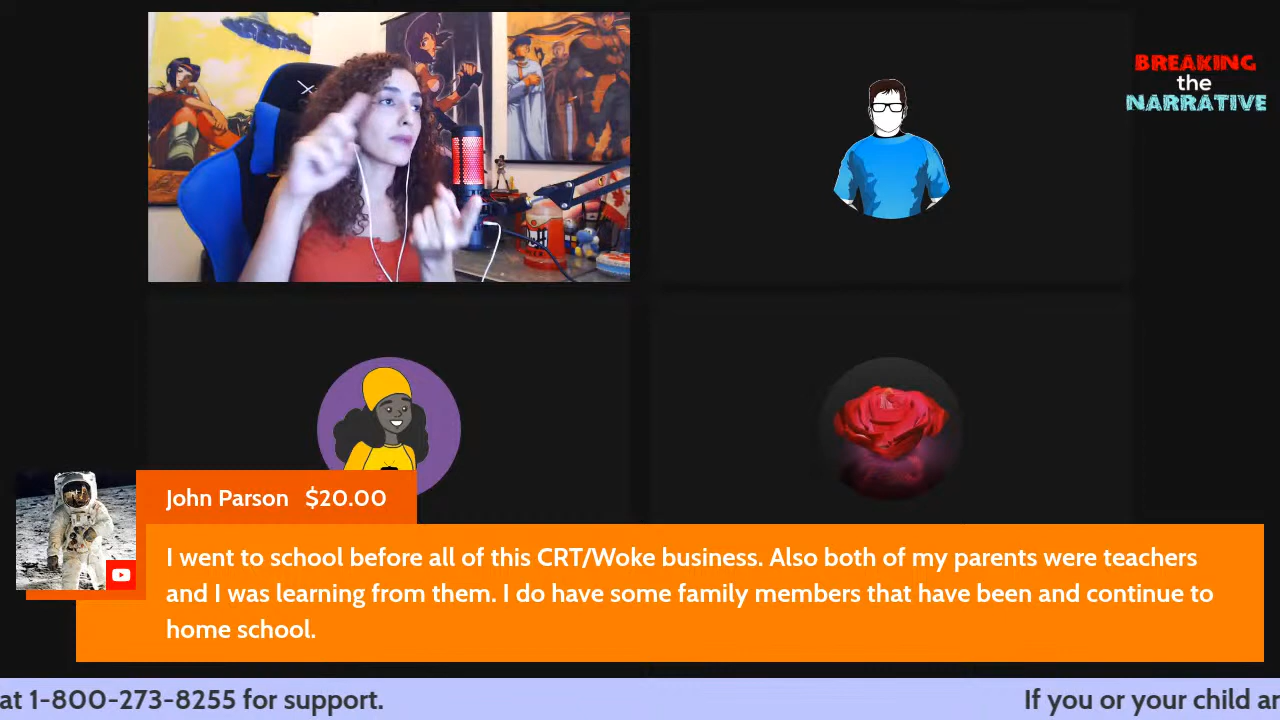 BREAKING
the
NARRATIVE
John Parson $20.00
I went to school before all of this CRT/Woke business. Also both of my parents were teachers
and I was learning from them. I do have some family members that have been and continue to
home school.
at 1-800-273-8255 for support. If you or your child ar